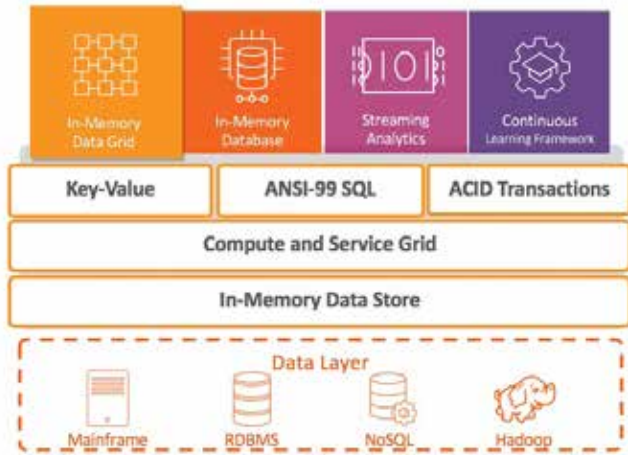 In-Memory
Data Grid
In-Memory
Database
Streaming
Analytics
Continuous
Learning Framework
Key-Value
ANSI-99 SQL
ACID Transactions
Compute and Service Grid
In-Memory Data Store
Data Layer
Mainframe
RDBMS
NoSQL
Hadoop